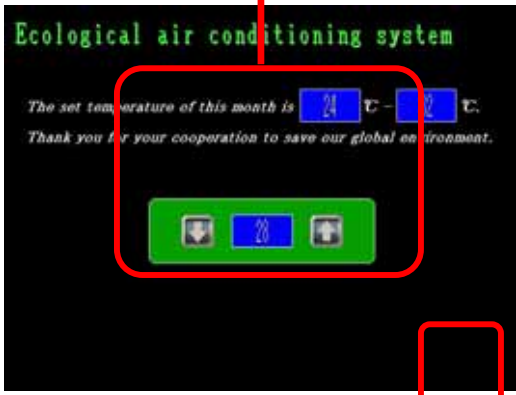 Ecological air conditioning system
The set temperature of this month is 24 ℃ - ℃.
Thank you for your cooperation to save our global environment.
28